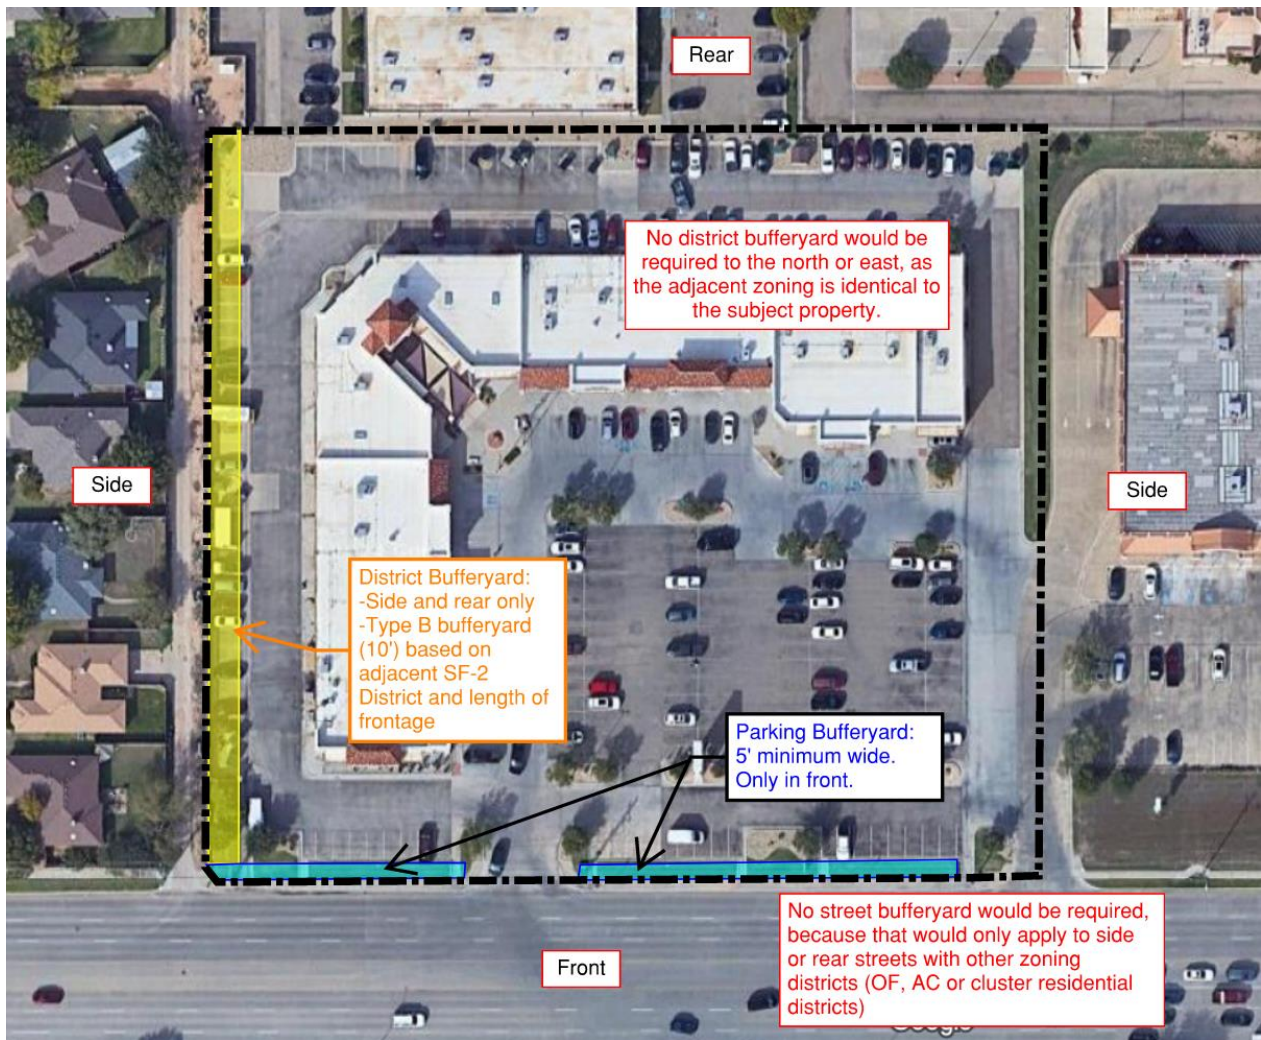 Rear
No district bufferyard would be
required to the north or east, as
the adjacent zoning is identical to
the subject property.
Side
Side
District Bufferyard:
-Side and rear only
-Type B bufferyard
(10') based on
adjacent SF-2
District and length of
frontage
Parking Bufferyard:
5' minimum wide.
Only in front.
No street bufferyard would be required,
because that would only apply to side
or rear streets with other zoning
districts (OF, AC or cluster residential
districts)
Front
Google